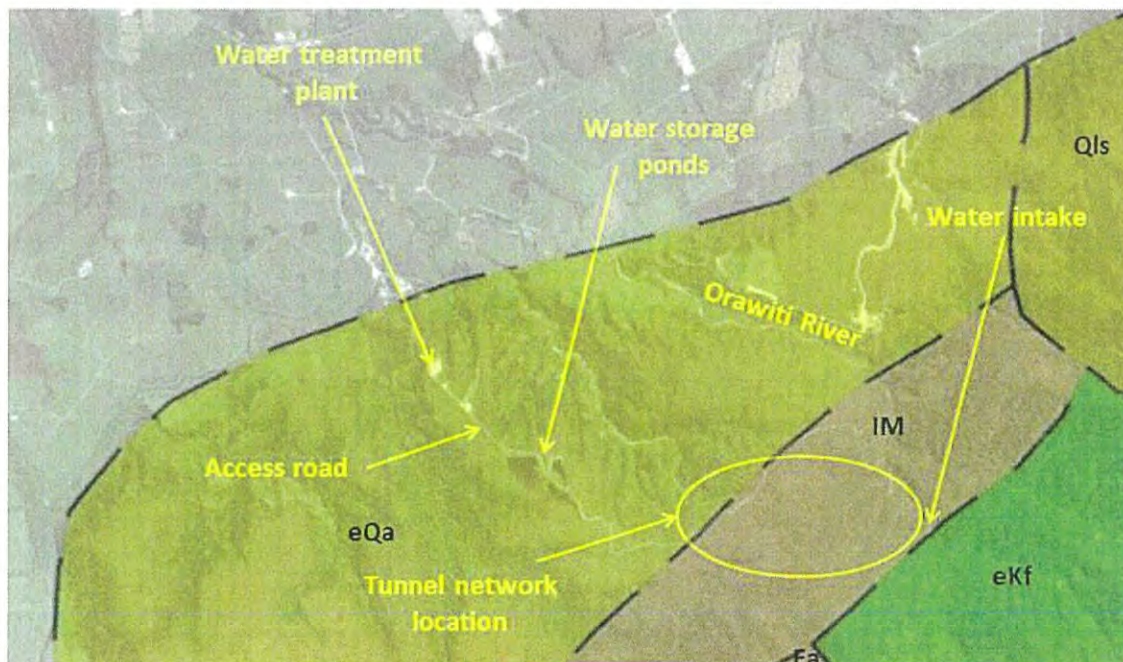 Water treatment
plant
Water storage
ponds
Qls
Water intake
Orawiti River
IM
Access road
eQa
Tunnel network
location
eKf